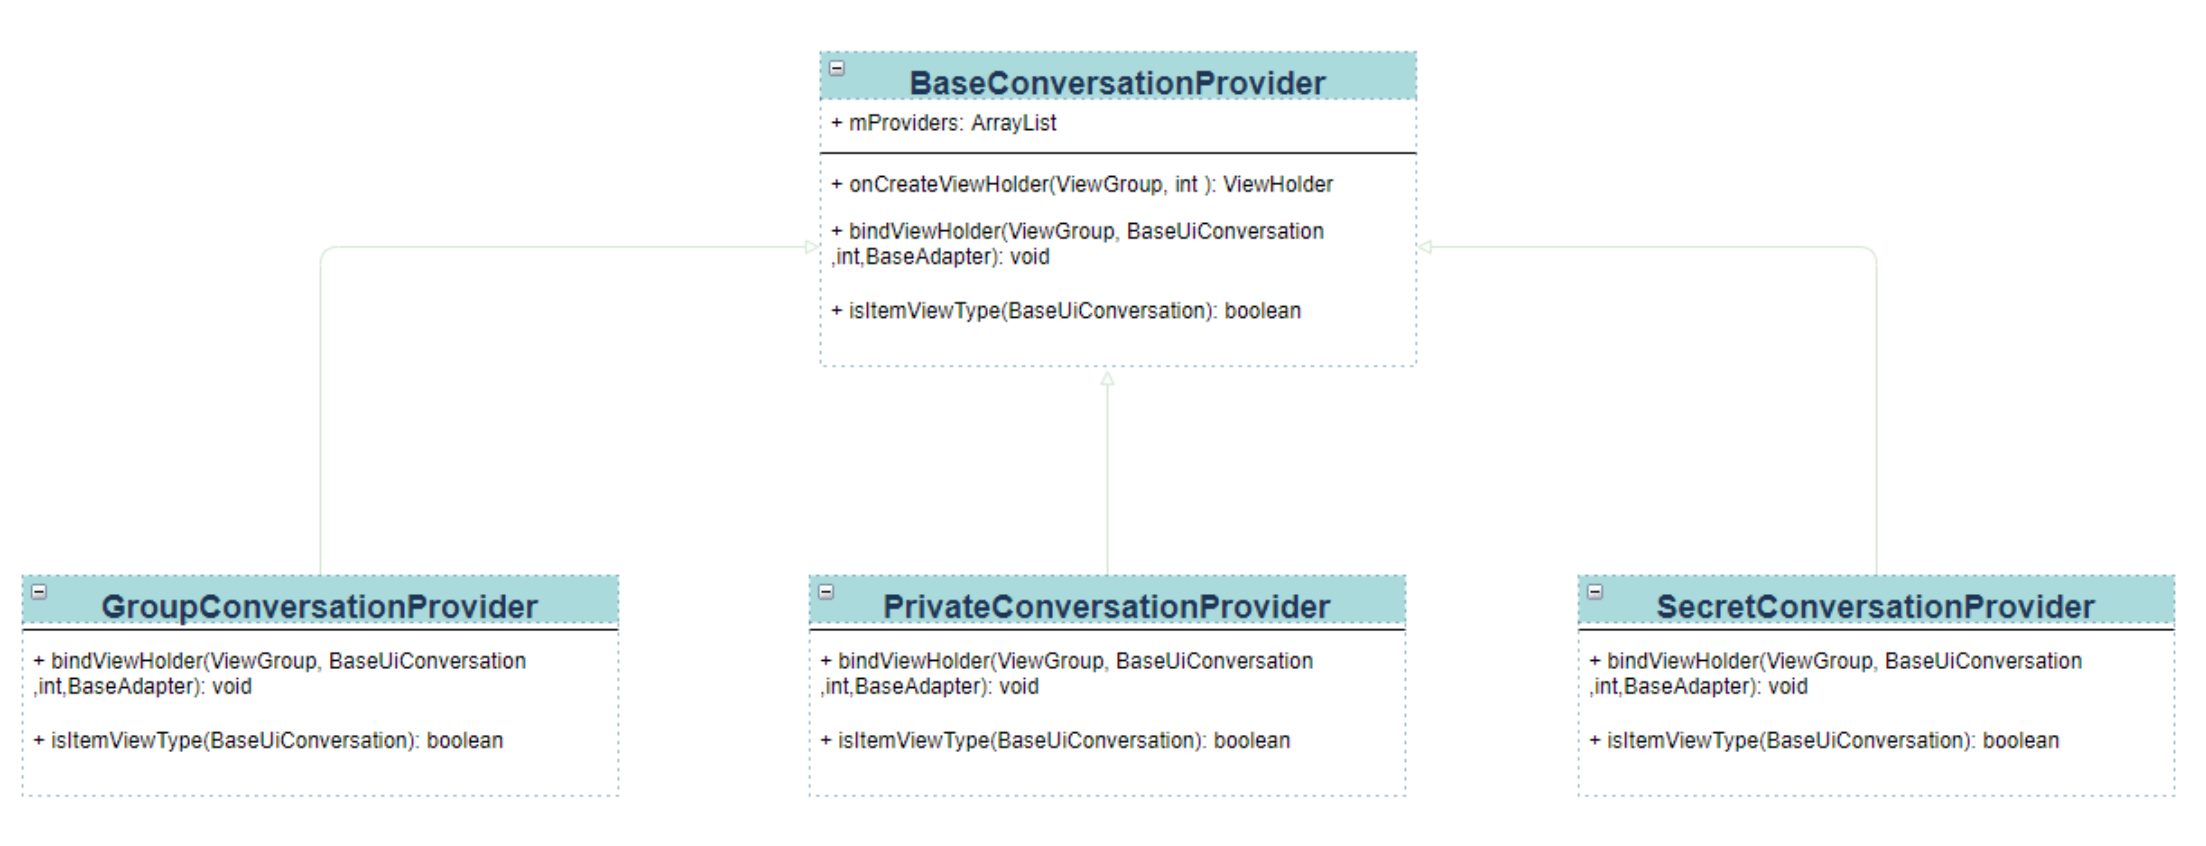 BaseConversationProvider
+ mProviders: ArrayList
+ onCreateViewHolder(ViewGroup, int ): ViewHolder
+ bindViewHolder(ViewGroup, BaseUiConversation
,int,BaseAdapter): void
+ isItemViewType(BaseUiConversation): boolean
GroupConversationProvider
+ bindViewHolder(ViewGroup, BaseUiConversation
,int,BaseAdapter): void
+ isItemViewType(BaseUiConversation): boolean
PrivateConversationProvider
+ bindViewHolder(ViewGroup, BaseUiConversation
,int,BaseAdapter): void
+ isItemViewType(BaseUiConversation): boolean
SecretConversationProvider
+ bindViewHolder(ViewGroup, BaseUiConversation
,int,BaseAdapter): void
+ isItemViewType(BaseUiConversation): boolean